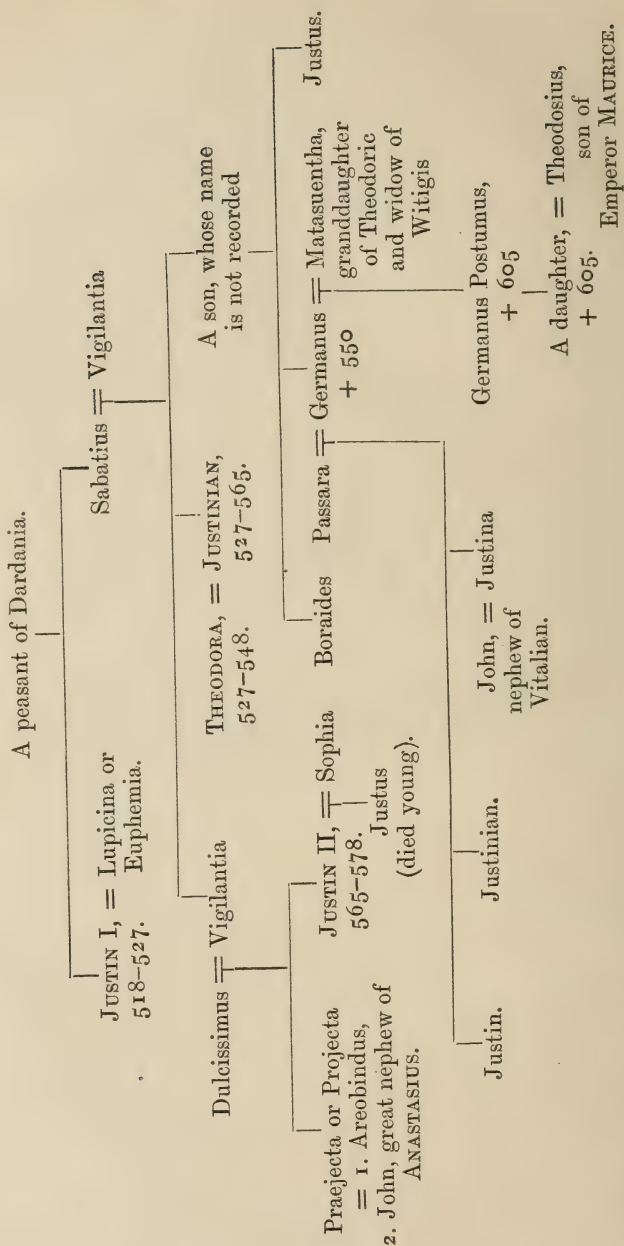 A peasant of Dardania.
JUSTIN I, = Lupicina or
518–527. Euphemia.
Sabatius = Vigilantia
Dulcissimus = Vigilantia
THEODORA, = JUSTINIAN,
527–548. 527–565.
A son, whose name
is not recorded
Praejecta or Projecta
= 1. Areobindus,
2. John, great nephew of
ANASTASIUS.
JUSTIN II, = Sophia
565–578.
Justus
(died young).
Boraides
Passara = Germanus = Matasuentha,
+ 550 granddaughter
of Theodoric
and widow of
Witigis
Justus.
Justin.
Justinian.
John, = Justina
nephew of
Vitalian.
Germanus Postumus,
+ 605
A daughter, = Theodosius,
+ 605. son of
Emperor MAURICE.